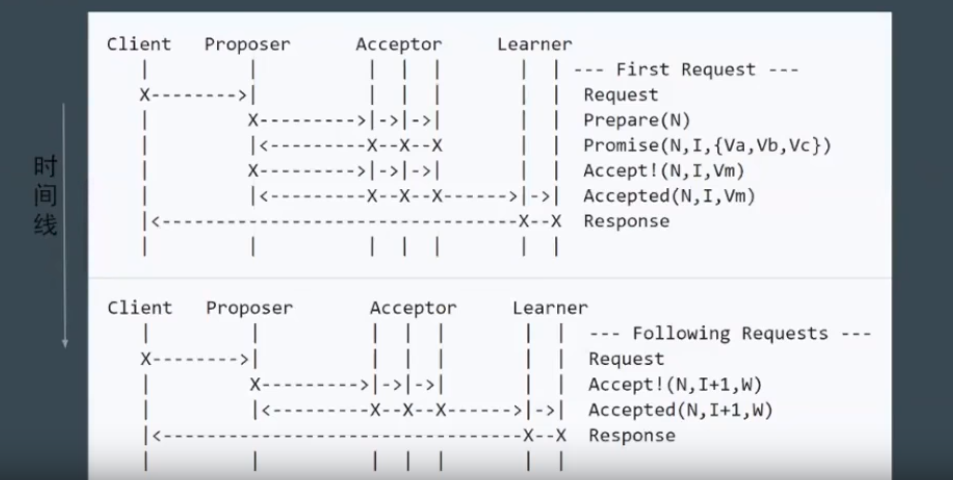 时间线
Client Proposer Acceptor Learner
| | | | | | | --- First Request ---
X-------->| | | | | | Request
| X--------->|->|->| | | Prepare(N)
| |<---------X--X--X | | Promise(N,I,{Va,Vb,Vc})
| X--------->|->|->| | | Accept!(N,I,Vm)
| |<---------X--X--X------>|->| Accepted(N,I,Vm)
|<---------------------------------X--X Response
| | | | | | |
Client Proposer Acceptor Learner
| | | | | | | --- Following Requests ---
X-------->| | | | | | Request
| X--------->|->|->| | | Accept!(N,I+1,W)
| |<---------X--X--X------>|->| Accepted(N,I+1,W)
|<---------------------------------X--X Response
| | | | | | |